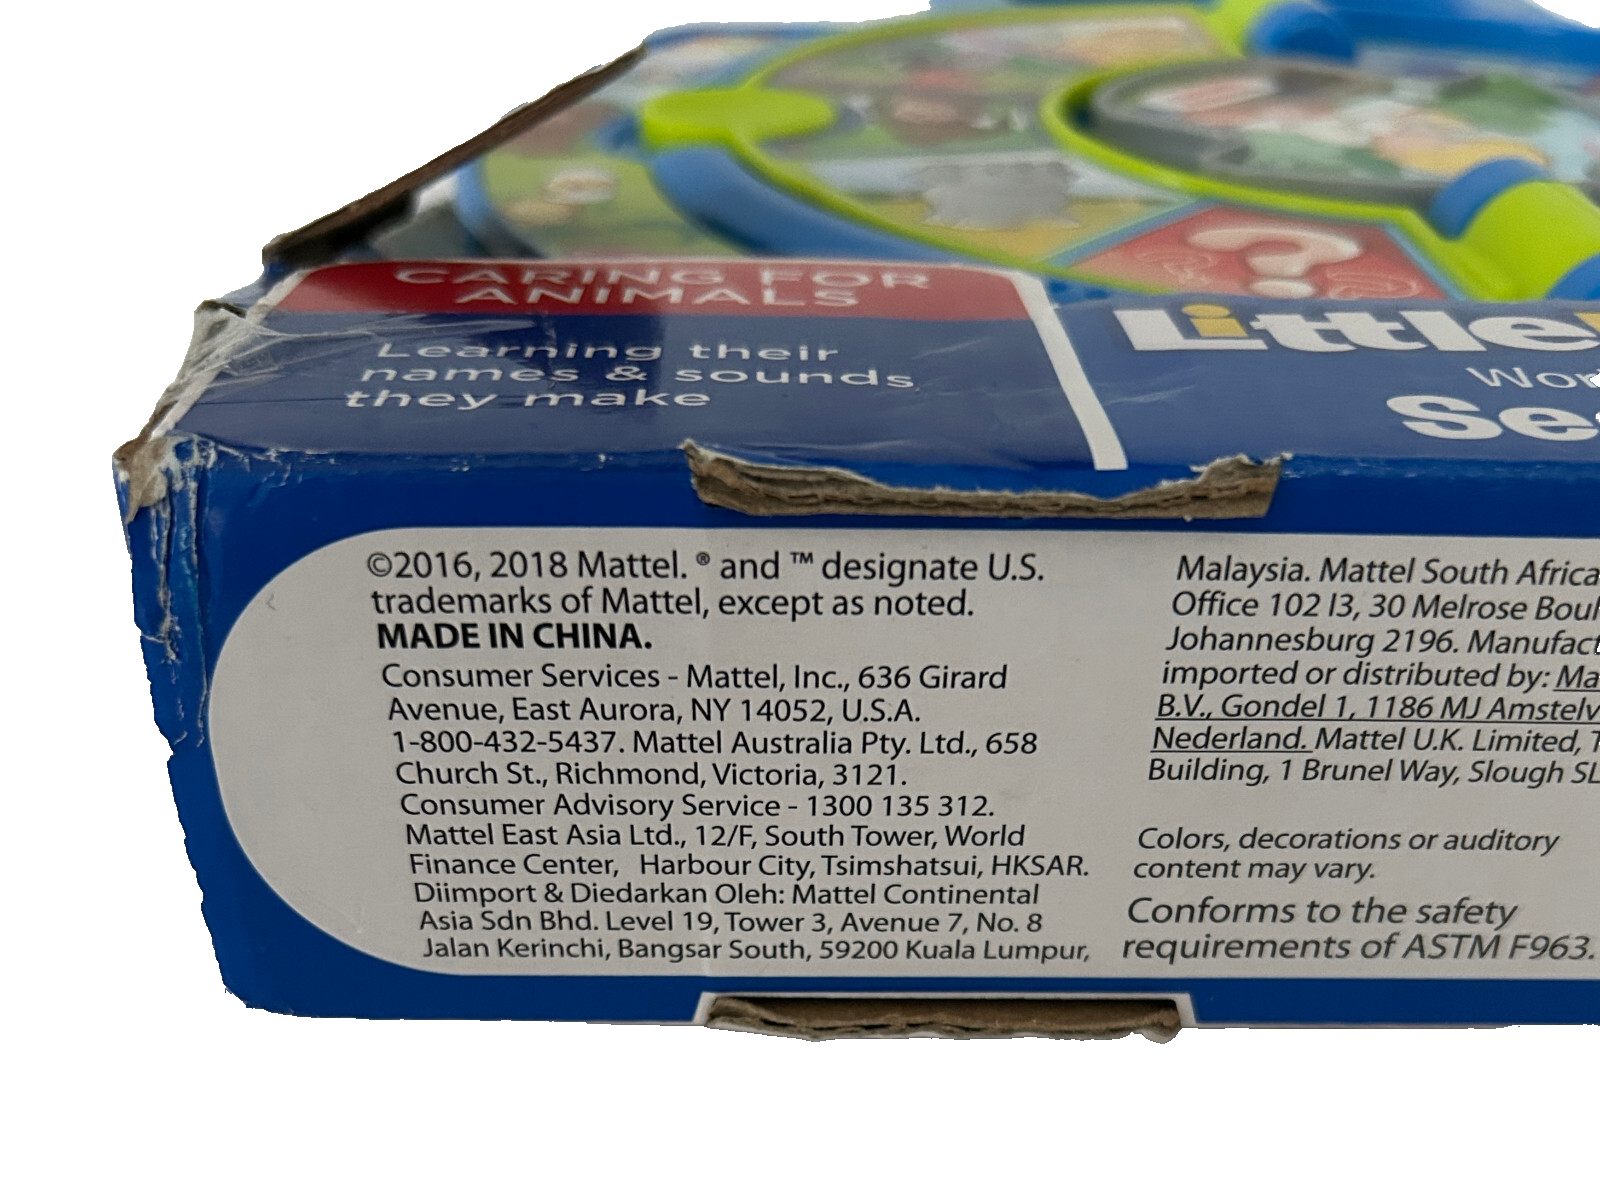 CARING FOR
ANIMALS
Learning their
names & sounds
they make
Little
Se
©2016, 2018 Mattel. ® and ™ designate U.S.
trademarks of Mattel, except as noted.
MADE IN CHINA.
Consumer Services - Mattel, Inc., 636 Girard
Avenue, East Aurora, NY 14052, U.S.A.
1-800-432-5437. Mattel Australia Pty. Ltd., 658
Church St., Richmond, Victoria, 3121.
Consumer Advisory Service - 1300 135 312.
Mattel East Asia Ltd., 12/F, South Tower, World
Finance Center, Harbour City, Tsimshatsui, HKSAR.
Diimport & Diedarkan Oleh: Mattel Continental
Asia Sdn Bhd. Level 19, Tower 3, Avenue 7, No. 8
Jalan Kerinchi, Bangsar South, 59200 Kuala Lumpur,
Malaysia. Mattel South Africa
Office 102 I3, 30 Melrose Boul
Johannesburg 2196. Manufact
imported or distributed by: Ma
B.V., Gondel 1, 1186 MJ Amstelv
Nederland. Mattel U.K. Limited, T
Building, 1 Brunel Way, Slough SL
Colors, decorations or auditory
content may vary.
Conforms to the safety
requirements of ASTM F963.